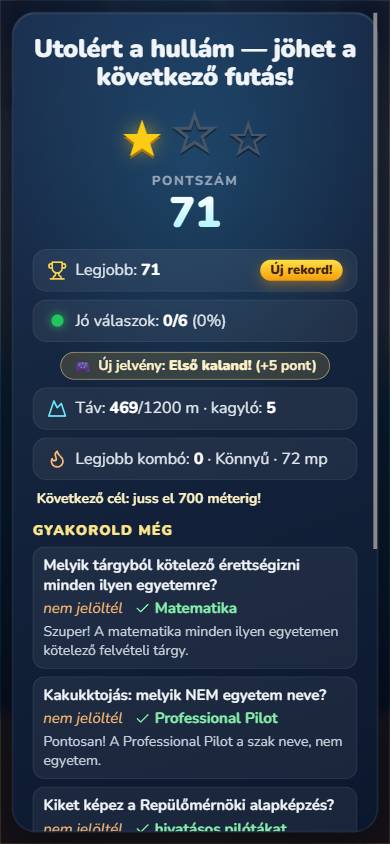 Utolért a hullám — jöhet a
következő futás!
PONTSZÁM
71
Legjobb: 71
Új rekord!
Jó válaszok: 0/6 (0%)
Új jelvény: Első kaland! (+5 pont)
Táv: 469/1200 m · kagyló: 5
Legjobb kombó: 0 · Könnyű · 72 mp
Következő cél: juss el 700 méterig!
GYAKOROLD MÉG
Melyik tárgyból kötelező érettségizni
minden ilyen egyetemre?
nem jelöltél ✓ Matematika
Szuper! A matematika minden ilyen egyetemen
kötelező felvételi tárgy.
Kakukktojás: melyik NEM egyetem neve?
nem jelöltél ✓ Professional Pilot
Pontosan! A Professional Pilot a szak neve, nem
egyetem.
Kiket képez a Repülőmérnöki alapképzés?
nem jelöltél ✓ hivatásos pilótákat